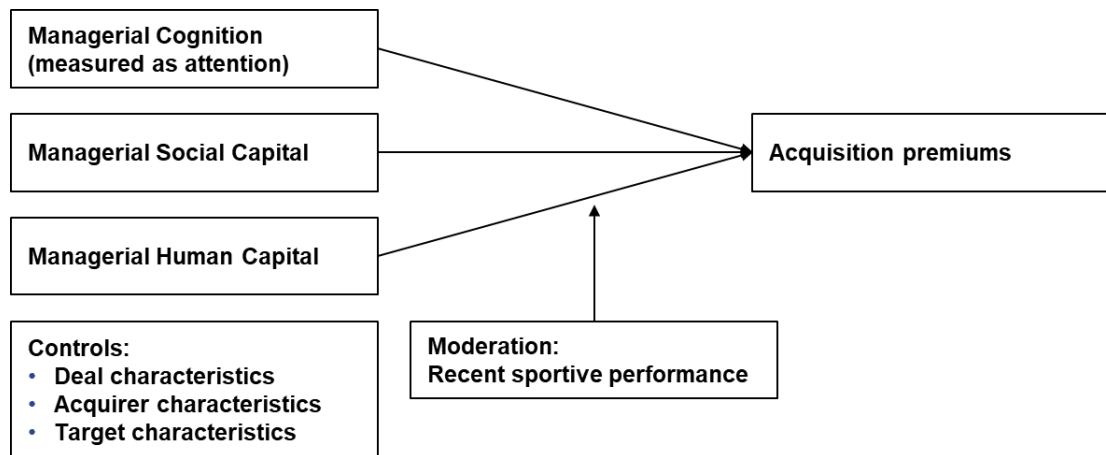 Managerial Cognition
(measured as attention)
Managerial Social Capital
Acquisition premiums
Managerial Human Capital
Controls:
• Deal characteristics
• Acquirer characteristics
• Target characteristics
Moderation:
Recent sportive performance